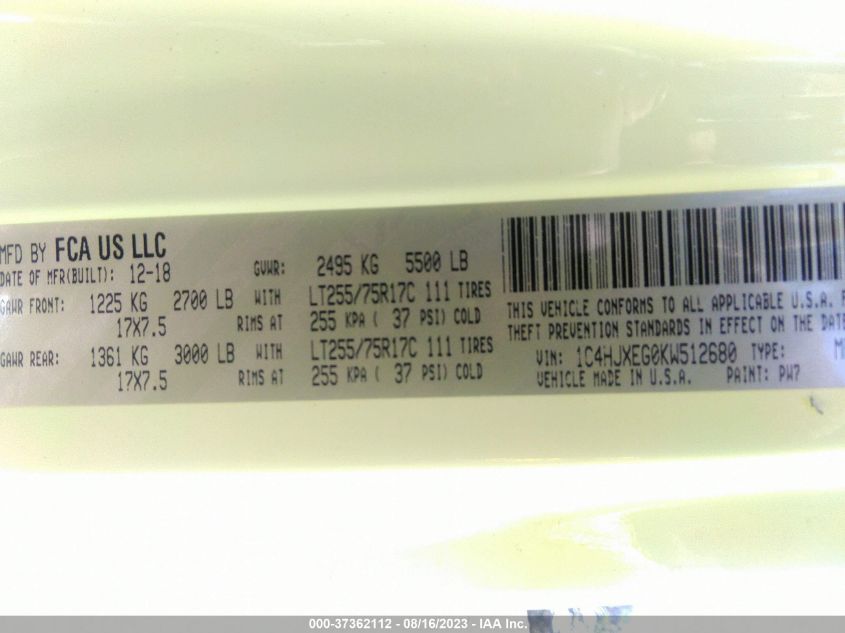 MFD BY FCA US LLC
DATE OF MFR(BUILT): 12-18 GVWR: 2495 KG 5500 LB
GAWR FRONT: 1225 KG 2700 LB WITH LT255/75R17C 111 TIRES
17X7.5 RIMS AT 255 KPA ( 37 PSI) COLD
GAWR REAR: 1361 KG 3000 LB WITH LT255/75R17C 111 TIRES
17X7.5 RIMS AT 255 KPA ( 37 PSI) COLD
THIS VEHICLE CONFORMS TO ALL APPLICABLE U.S.A.
THEFT PREVENTION STANDARDS IN EFFECT ON THE DATE
VIN: 1C4HJXEG0KW512680 TYPE:
VEHICLE MADE IN U.S.A. PAINT: PW7
000-37362112 - 08/16/2023 - IAA Inc.